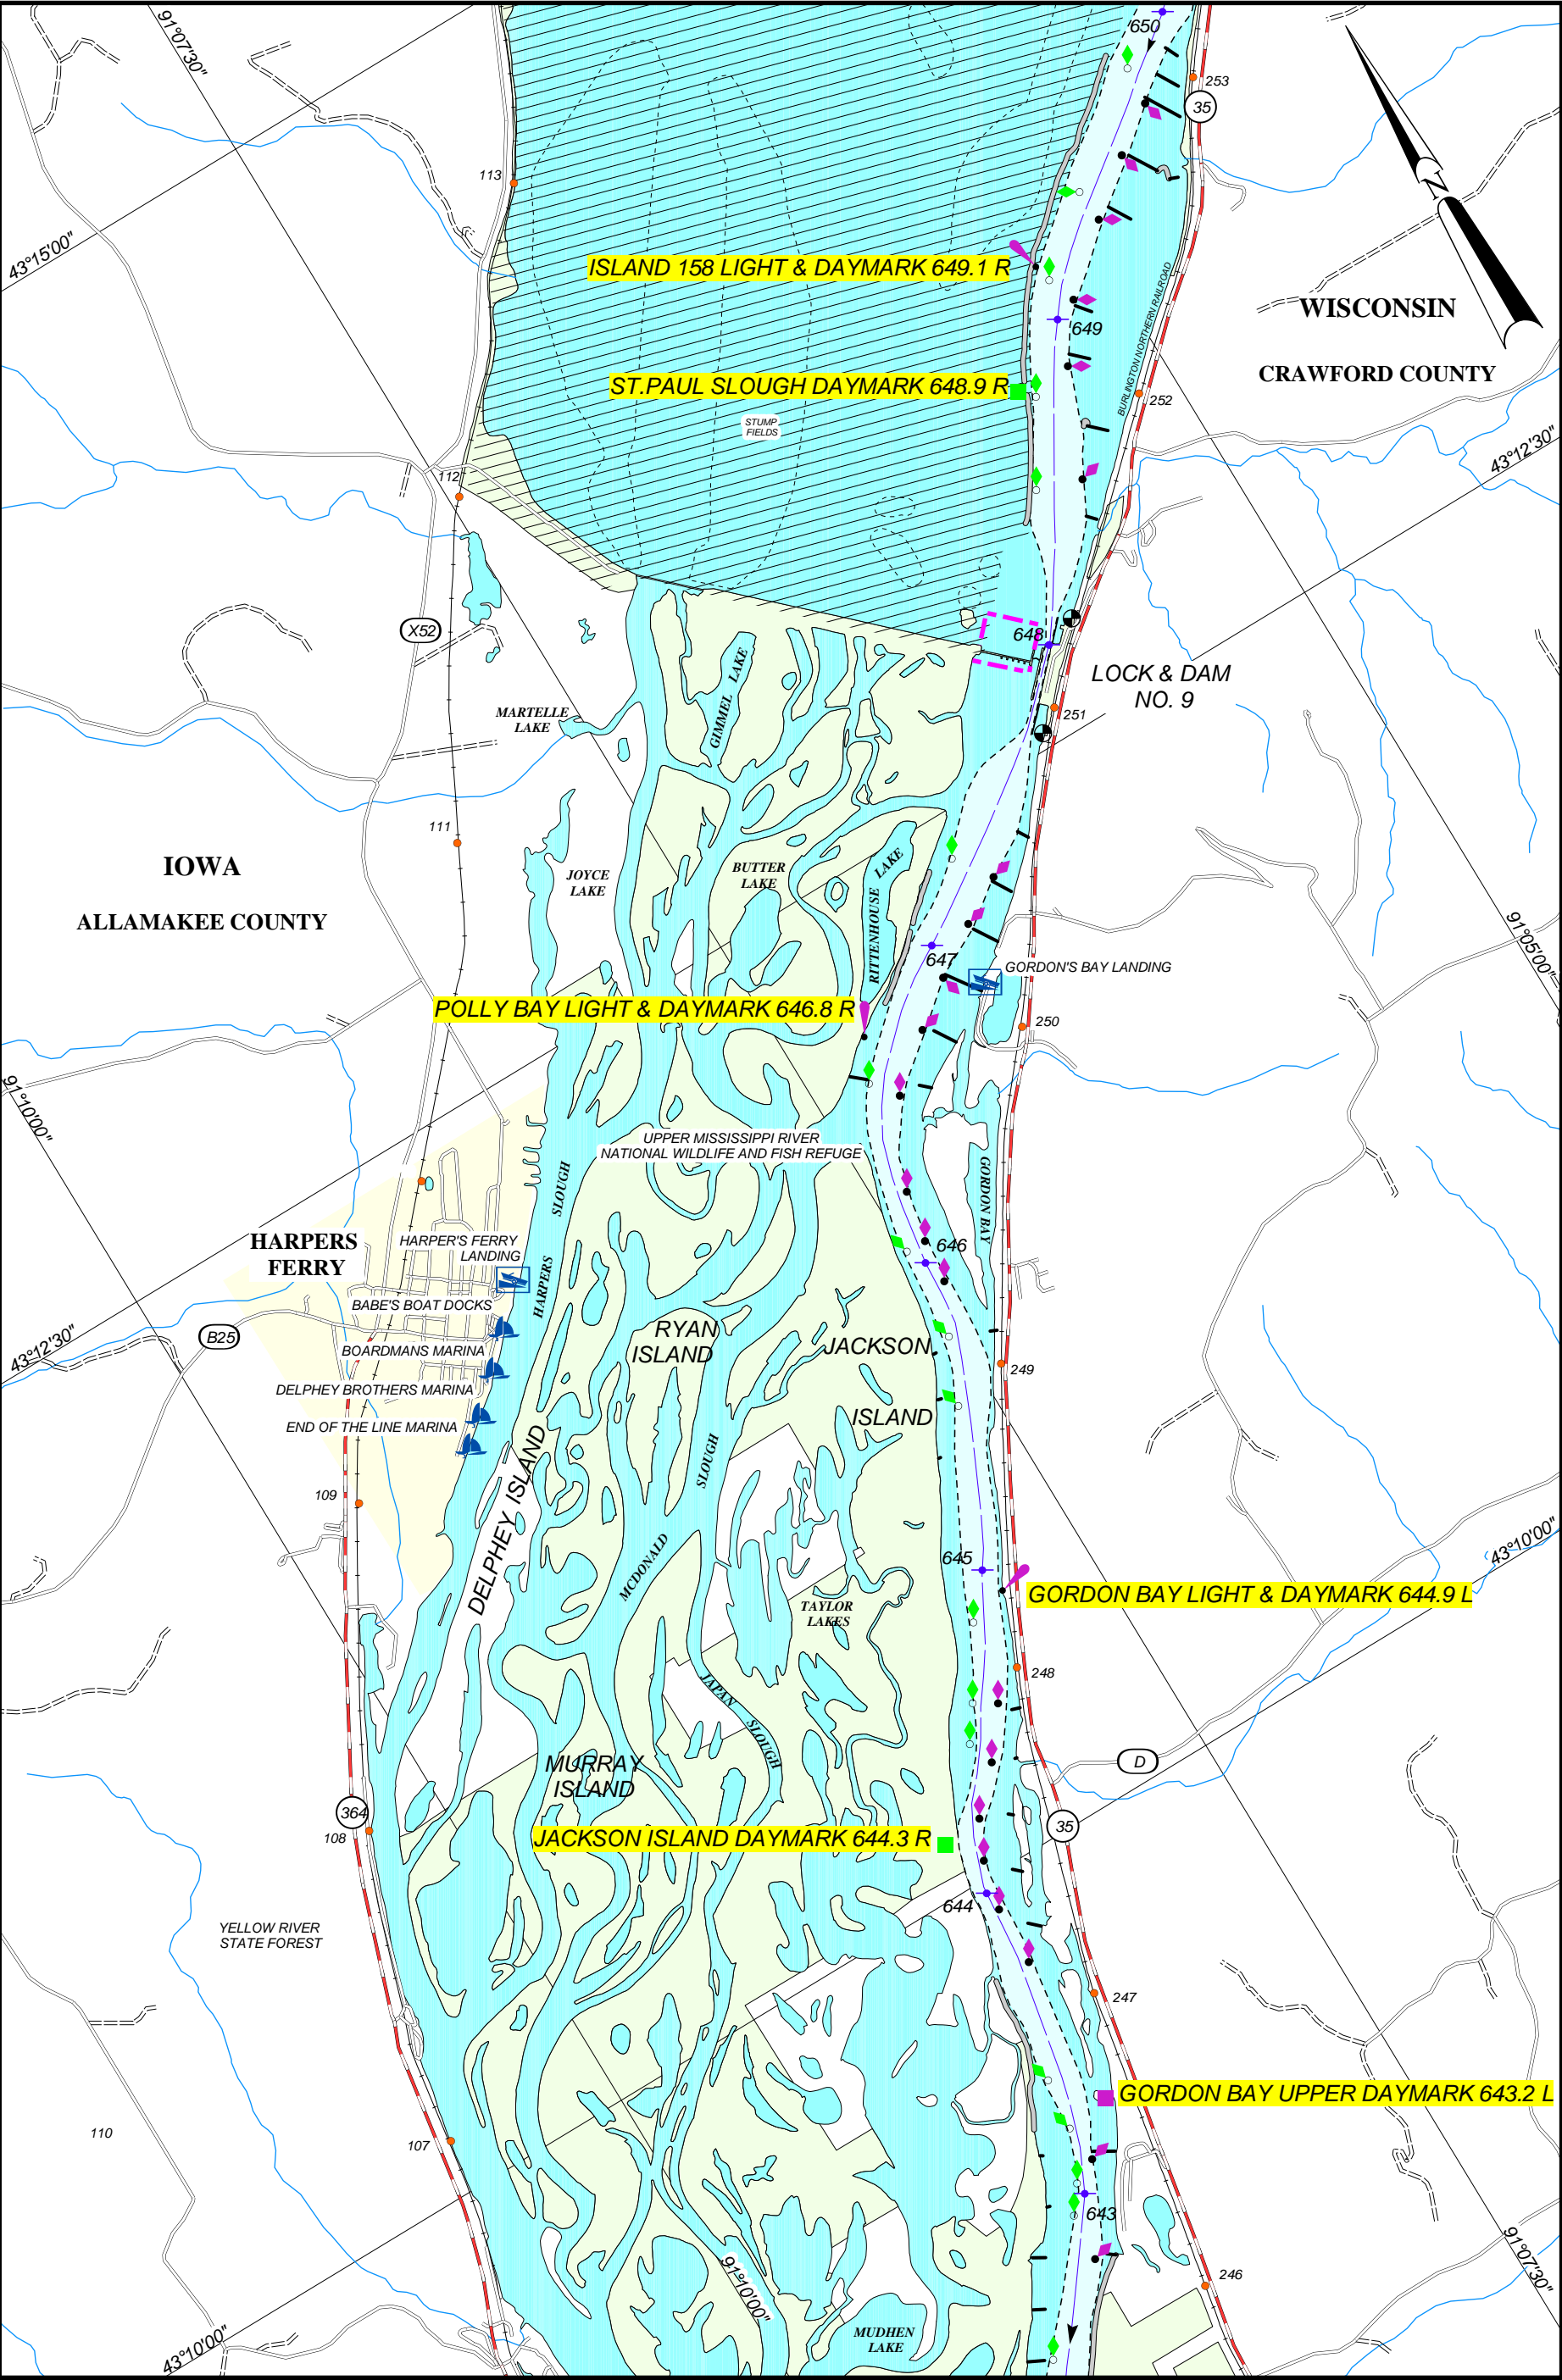 650
91°07'30"
253
35
N
113
43°15'00"
ISLAND 158 LIGHT & DAYMARK 649.1 R
WISCONSIN
649
BURLINGTON NORTHERN RAILROAD
CRAWFORD COUNTY
ST.PAUL SLOUGH DAYMARK 648.9 R
252
STUMP
FIELDS
43°12'30"
112
X52
648
LOCK & DAM
NO. 9
GIMMEL LAKE
MARTELLE
LAKE
251
111
IOWA
JOYCE
LAKE
BUTTER
LAKE
RITTENHOUSE LAKE
ALLAMAKEE COUNTY
91°05'00"
647
GORDON'S BAY LANDING
POLLY BAY LIGHT & DAYMARK 646.8 R
250
91°10'00"
UPPER MISSISSIPPI RIVER
NATIONAL WILDLIFE AND FISH REFUGE
GORDON BAY
HARPERS SLOUGH
HARPERS
FERRY
HARPER'S FERRY
LANDING
646
BABE'S BOAT DOCKS
B25
43°12'30"
RYAN
ISLAND
JACKSON
ISLAND
BOARDMANS MARINA
249
DELPHEY BROTHERS MARINA
END OF THE LINE MARINA
DELPHEY ISLAND
MCDONALD SLOUGH
109
43°10'00"
645
GORDON BAY LIGHT & DAYMARK 644.9 L
TAYLOR
LAKES
248
JAPAN SLOUGH
MURRAY
ISLAND
D
364
108
JACKSON ISLAND DAYMARK 644.3 R
35
644
YELLOW RIVER
STATE FOREST
247
GORDON BAY UPPER DAYMARK 643.2 L
110
107
643
91°07'30"
246
91°10'00"
MUDHEN
LAKE
43°10'00"